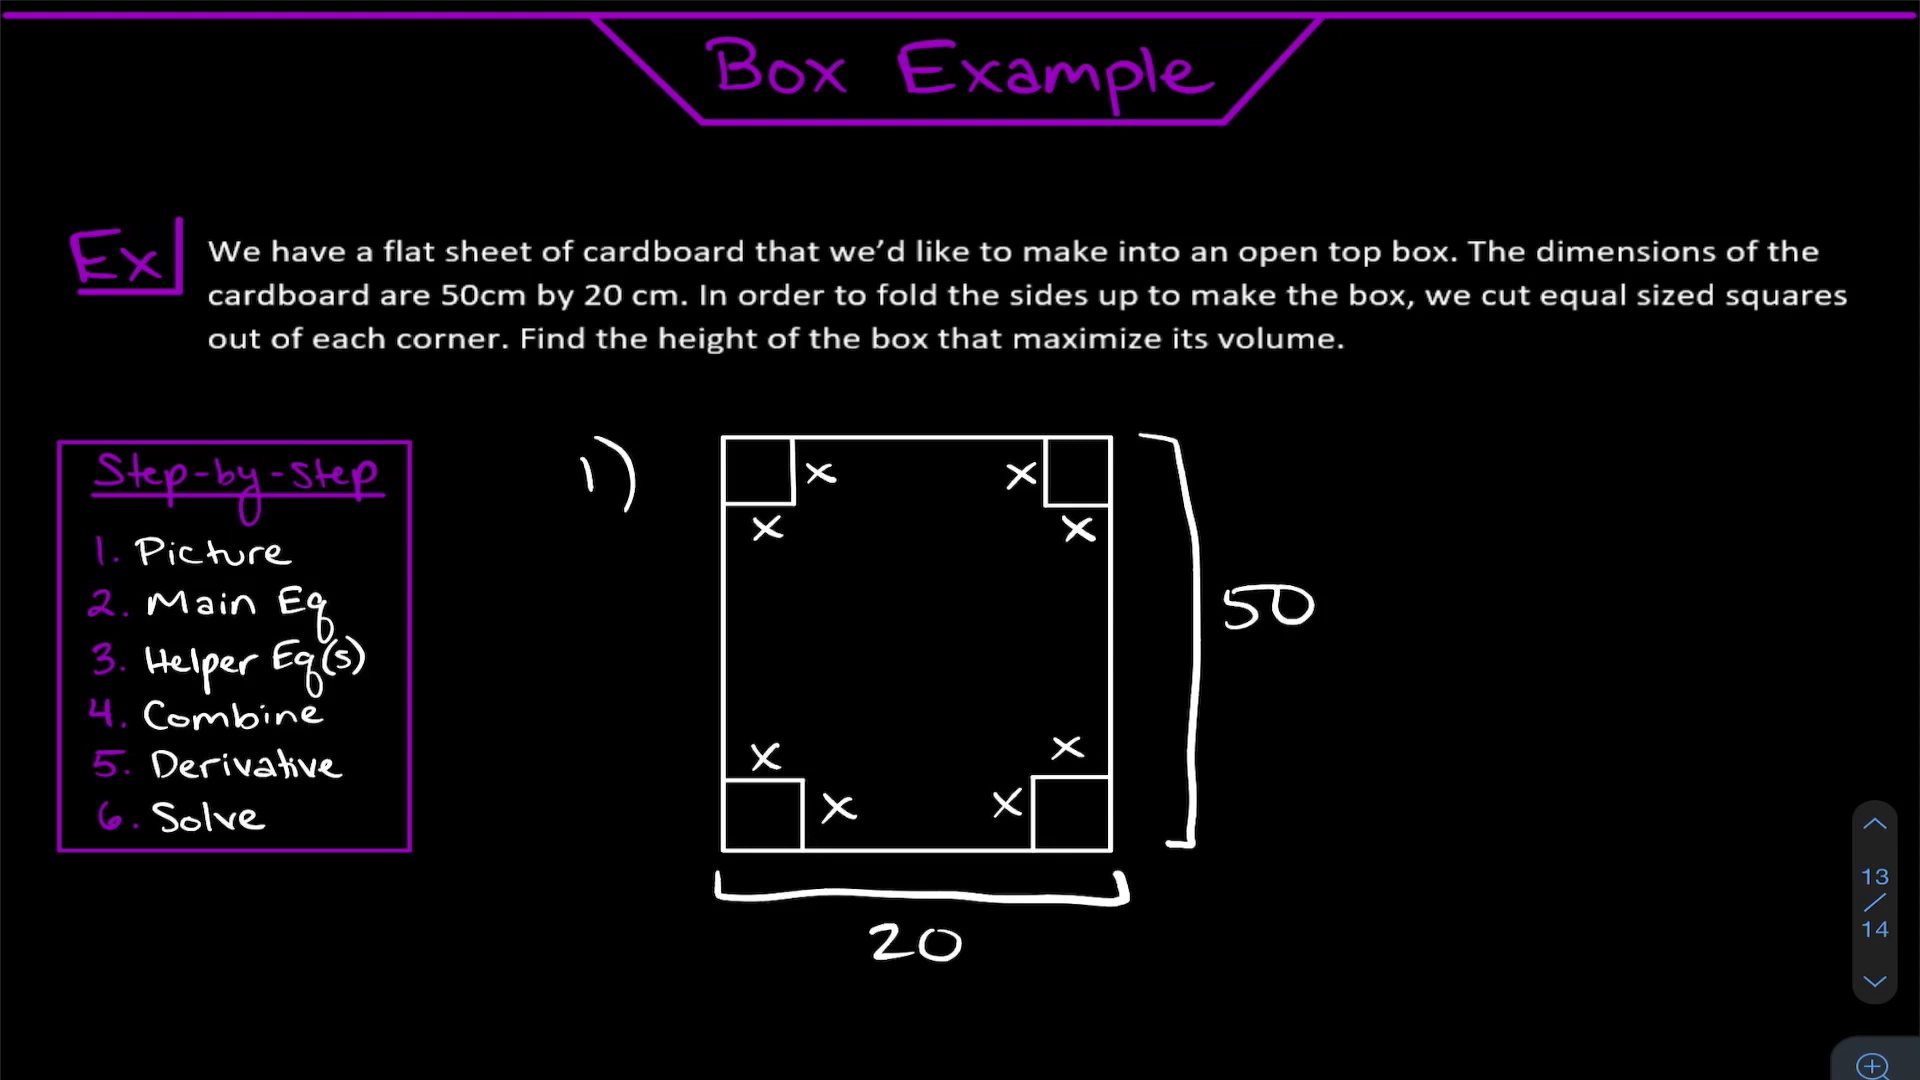 Box Example
Ex
We have a flat sheet of cardboard that we’d like to make into an open top box. The dimensions of the
cardboard are 50cm by 20 cm. In order to fold the sides up to make the box, we cut equal sized squares
out of each corner. Find the height of the box that maximize its volume.
Step-by-step
1. Picture
2. Main Eq
3. Helper Eq(s)
4. Combine
5. Derivative
6. Solve
1)
x x
x x
50
x x
x x
20
13
/
14